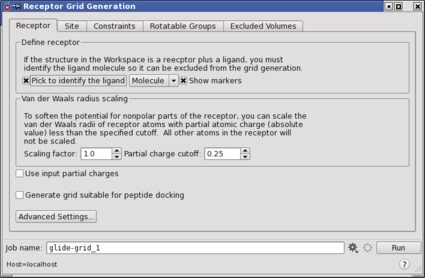 Receptor Grid Generation
Receptor Site Constraints Rotatable Groups Excluded Volumes
Define receptor
If the structure in the Workspace is a reecptor plus a ligand, you must
identify the ligand molecule so it can be excluded from the grid generation.
Pick to identify the ligand Molecule Show markers
Van der Waals radius scaling
To soften the potential for nonpolar parts of the receptor, you can scale the
van der Waals radii of receptor atoms with partial atomic charge (absolute
value) less than the specified cutoff. All other atoms in the receptor will
not be scaled.
Scaling factor: 1.0 Partial charge cutoff: 0.25
Use input partial charges
Generate grid suitable for peptide docking
Advanced Settings...
Job name: glide-grid_1 Run
Host=localhost ?